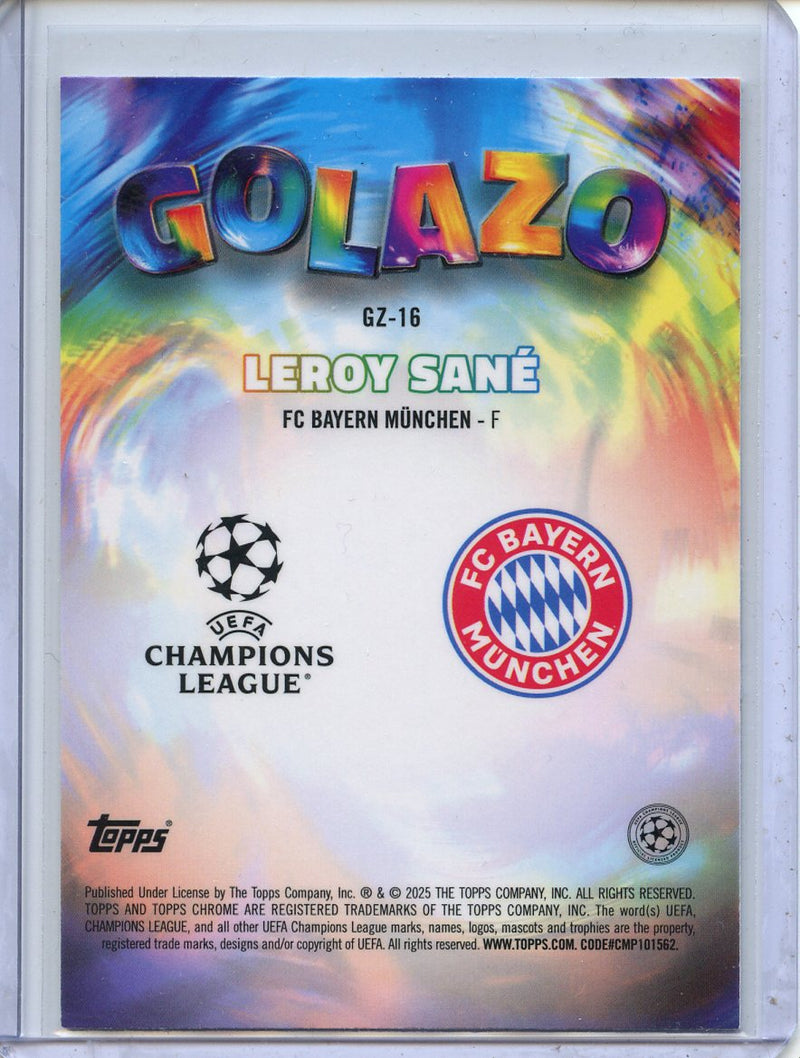 GOLAZO
GZ-16
LEROY SANÉ
FC BAYERN MÜNCHEN - F
UEFA
CHAMPIONS
LEAGUE®
FC BAYERN
MÜNCHEN
TOPPS®
Published Under License by The Topps Company, Inc. ® & © 2025 THE TOPPS COMPANY, INC. ALL RIGHTS RESERVED.
TOPPS AND TOPPS CHROME ARE REGISTERED TRADEMARKS OF THE TOPPS COMPANY, INC. The word(s) UEFA,
CHAMPIONS LEAGUE, and all other UEFA Champions League marks, names, logos, mascots and trophies are the property,
registered trade marks, designs and/or copyright of UEFA. All rights reserved. WWW.TOPPS.COM. CODE#CMP101562.